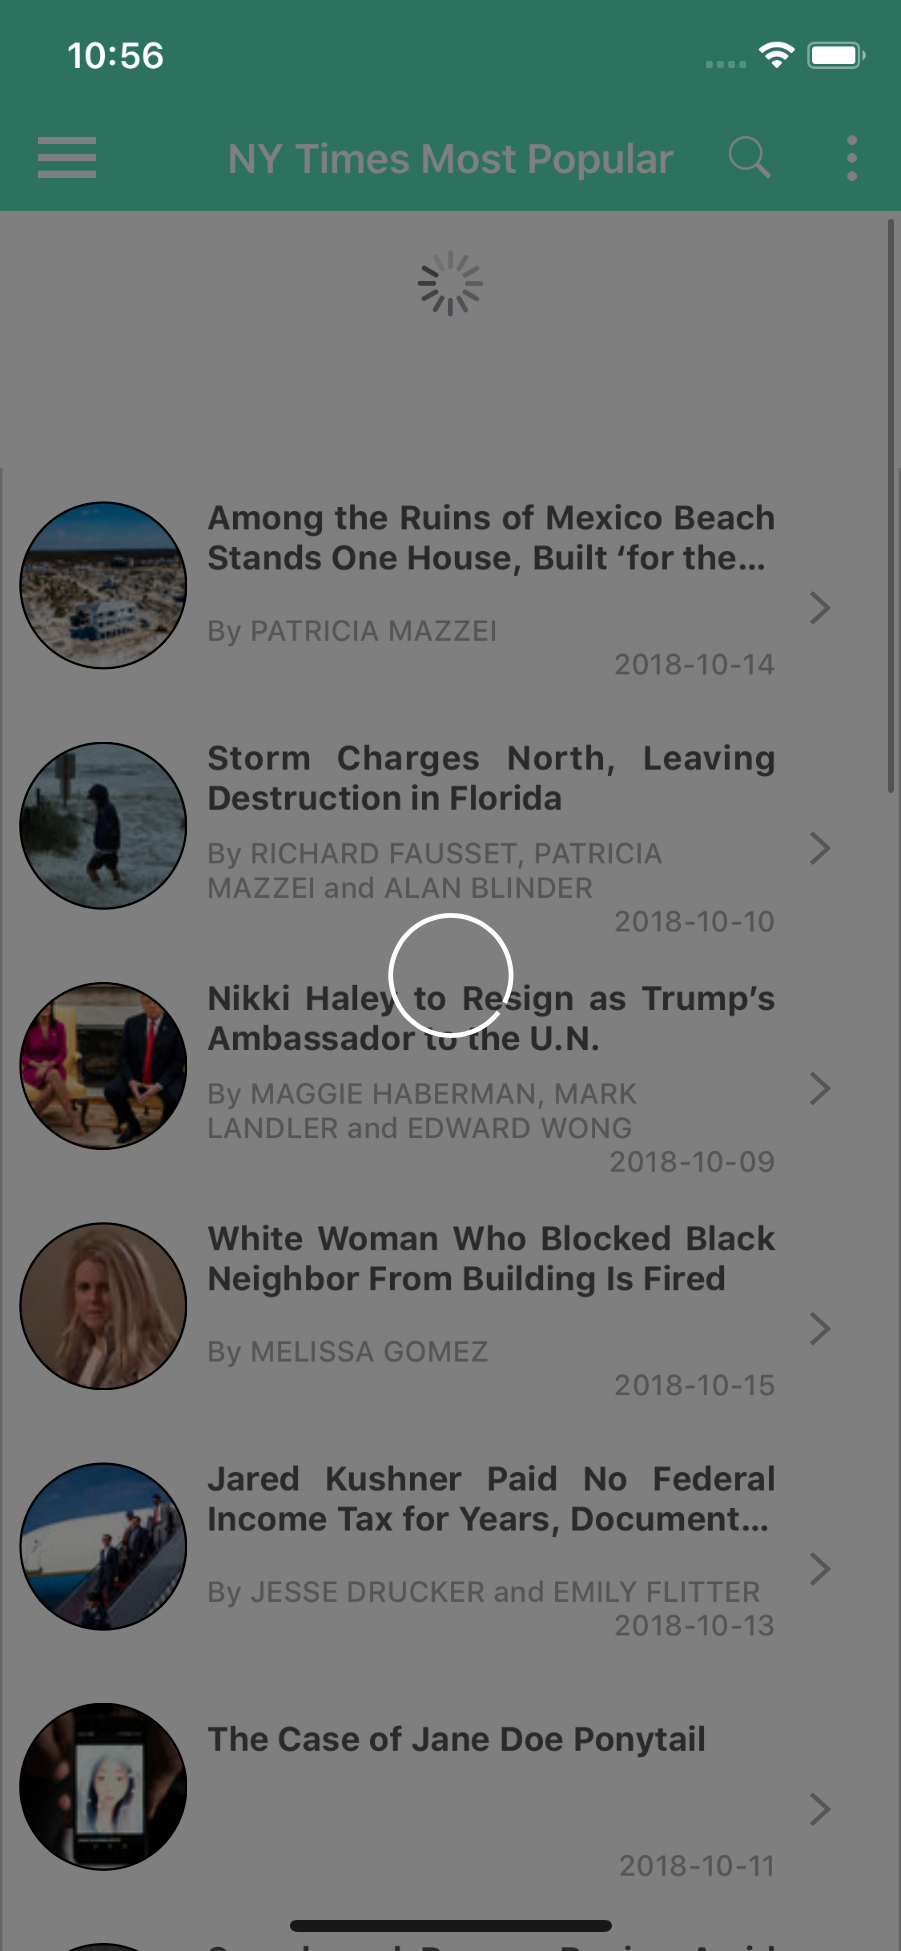 10:56
NY Times Most Popular
Among the Ruins of Mexico Beach
Stands One House, Built ‘for the...
By PATRICIA MAZZEI
2018-10-14
Storm Charges North, Leaving
Destruction in Florida
By RICHARD FAUSSET, PATRICIA
MAZZEI and ALAN BLINDER
2018-10-10
Nikki Haley to Resign as Trump’s
Ambassador to the U.N.
By MAGGIE HABERMAN, MARK
LANDLER and EDWARD WONG
2018-10-09
White Woman Who Blocked Black
Neighbor From Building Is Fired
By MELISSA GOMEZ
2018-10-15
Jared Kushner Paid No Federal
Income Tax for Years, Document...
By JESSE DRUCKER and EMILY FLITTER
2018-10-13
The Case of Jane Doe Ponytail
2018-10-11